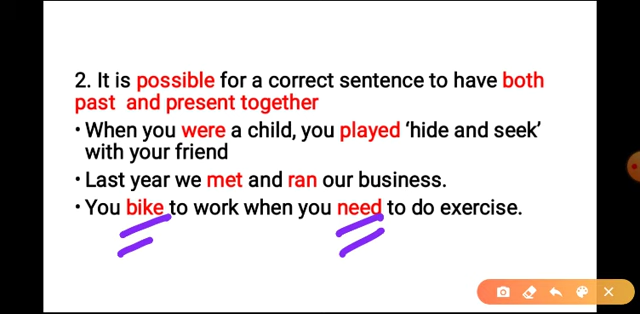 2. It is possible for a correct sentence to have both
past and present together
• When you were a child, you played ‘hide and seek’
with your friend
• Last year we met and ran our business.
• You bike to work when you need to do exercise.